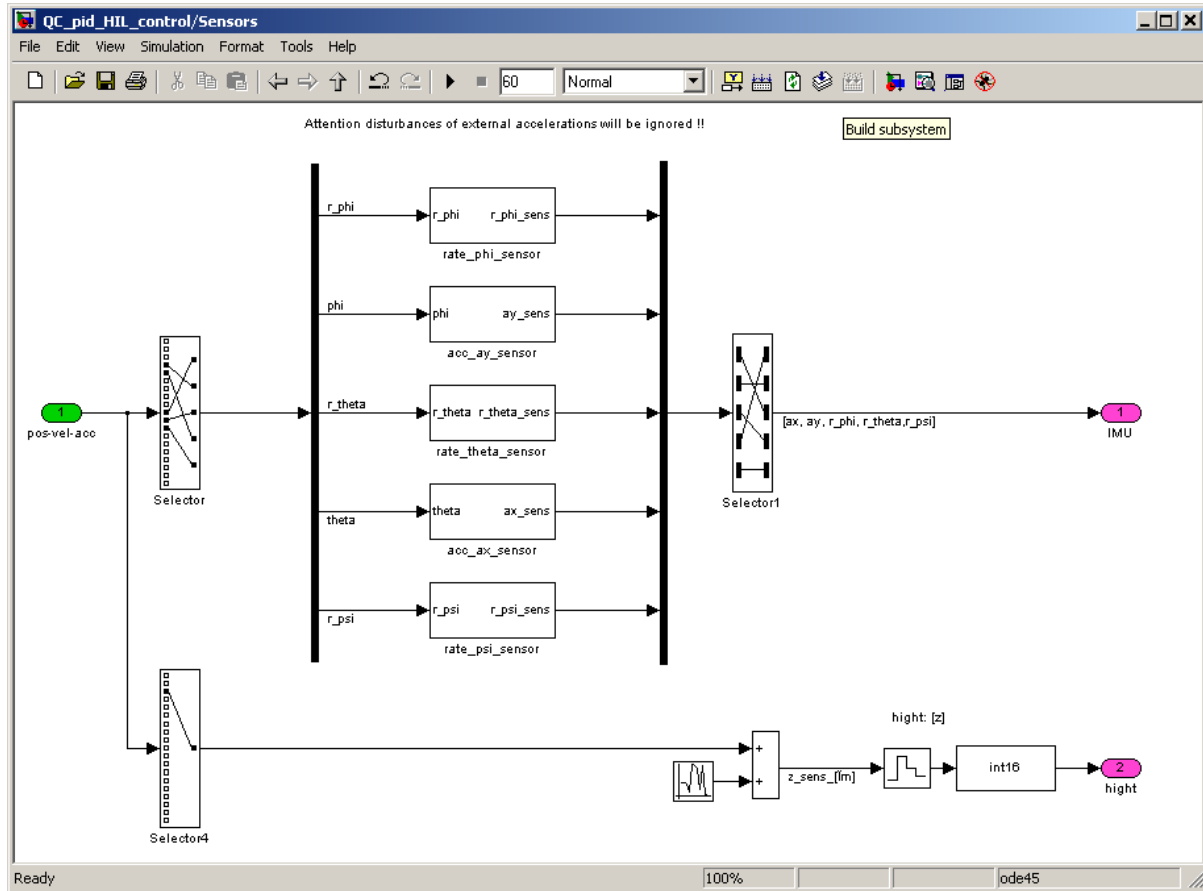 QC_pid_HIL_control/Sensors
File Edit View Simulation Format Tools Help
60 Normal
Attention disturbances of external accelerations will be ignored !!
Build subsystem
r_phi
r_phi r_phi_sens
rate_phi_sensor
phi
phi ay_sens
acc_ay_sensor
1
pos-vel-acc
Selector
r_theta
r_theta r_theta_sens
rate_theta_sensor
theta
theta ax_sens
acc_ax_sensor
r_psi
r_psi r_psi_sens
rate_psi_sensor
Selector1
[ax, ay, r_phi, r_theta,r_psi]
1
IMU
Selector4
+
+
z_sens_[ĩm]
hight: [z]
int16
2
hight
Ready 100% ode45